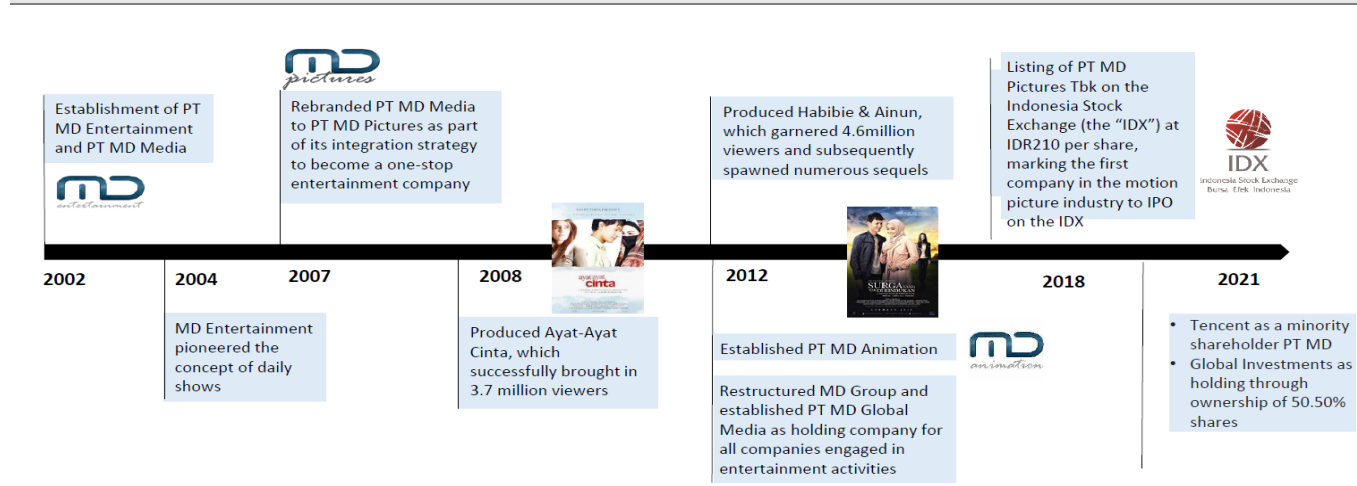 Establishment of PT
MD Entertainment
and PT MD Media
MD
entertainment
2002
2004
MD Entertainment
pioneered the
concept of daily
shows
MD
pictures
Rebranded PT MD Media
to PT MD Pictures as part
of its integration strategy
to become a one-stop
entertainment company
2007
2008
Produced Ayat-Ayat
Cinta, which
successfully brought in
3.7 million viewers
ayat ayat
cinta
Produced Habibie & Ainun,
which garnered 4.6million
viewers and subsequently
spawned numerous sequels
2012
Established PT MD Animation
MD
animation
Restructured MD Group and
established PT MD Global
Media as holding company for
all companies engaged in
entertainment activities
SURGA
Listing of PT MD
Pictures Tbk on the
Indonesia Stock
Exchange (the “IDX”) at
IDR210 per share,
marking the first
company in the motion
picture industry to IPO
on the IDX
2018
IDX
Indonesia Stock Exchange
Bursa Efek Indonesia
2021
• Tencent as a minority
shareholder PT MD
• Global Investments as
holding through
ownership of 50.50%
shares